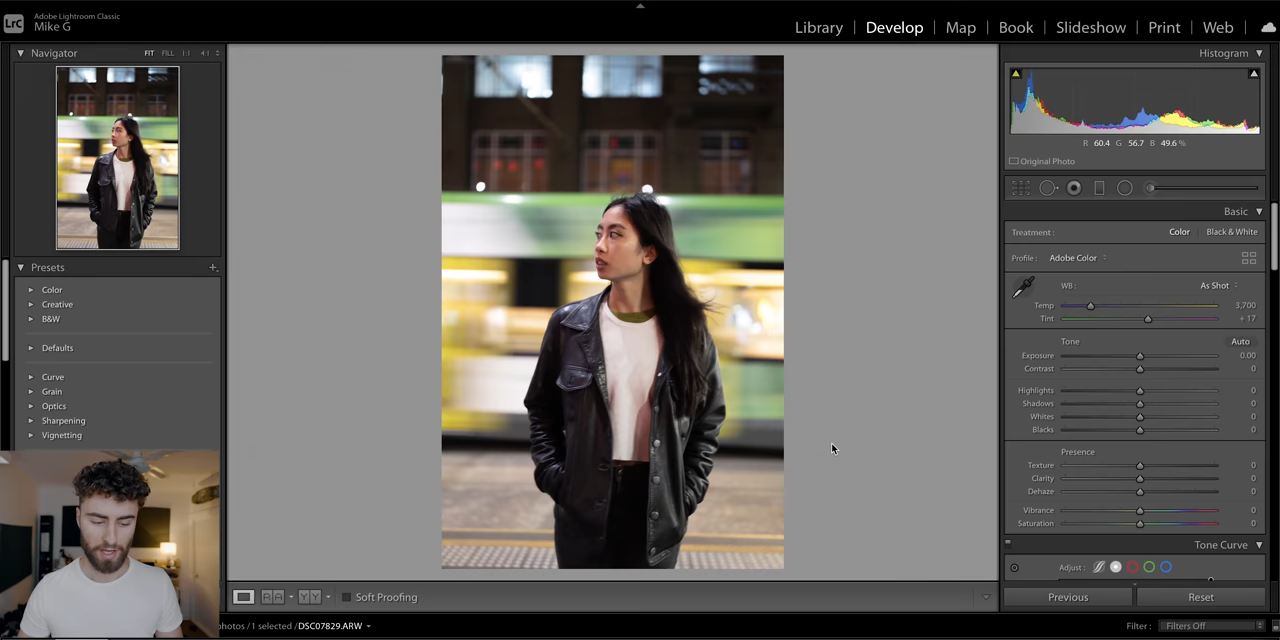 LrC
Adobe Lightroom Classic
Mike G
Library | Develop | Map | Book | Slideshow | Print | Web
Navigator
FIT FILL 1:1 4:1
Presets +
Color
Creative
B&W
Defaults
Curve
Grain
Optics
Sharpening
Vignetting
Soft Proofing
photos / 1 selected / DSC07829.ARW
Filter : Filters Off
Histogram
R 60.4 G 56.7 B 49.6 %
Original Photo
Basic
Treatment : Color Black & White
Profile : Adobe Color
WB : As Shot
Temp 3,700
Tint + 17
Tone Auto
Exposure 0.00
Contrast 0
Highlights 0
Shadows 0
Whites 0
Blacks 0
Presence
Texture 0
Clarity 0
Dehaze 0
Vibrance 0
Saturation 0
Tone Curve
Adjust :
Previous Reset